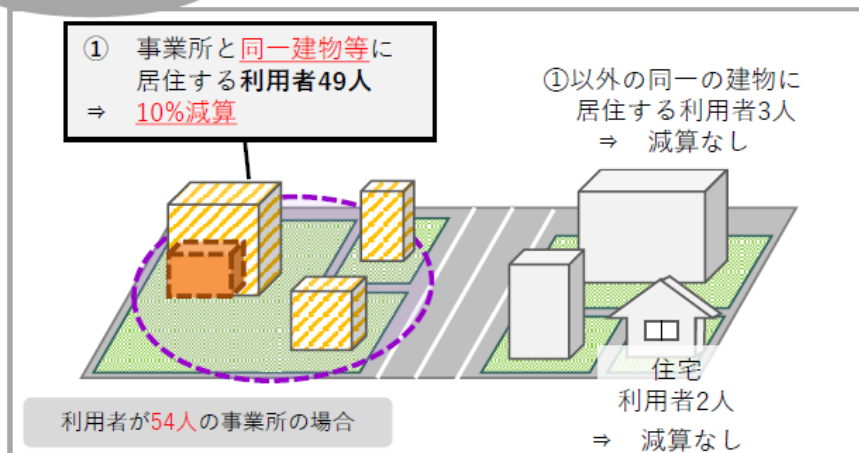 ① 事業所と同一建物等に
居住する利用者49人
⇒ 10%減算
①以外の同一の建物に
居住する利用者3人
⇒ 減算なし
住宅
利用者2人
⇒ 減算なし
利用者が54人の事業所の場合